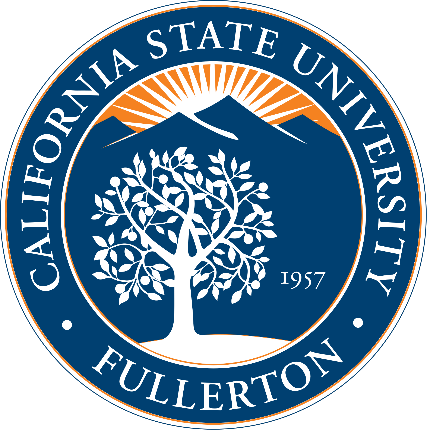 CALIFORNIA STATE UNIVERSITY
1957
FULLERTON